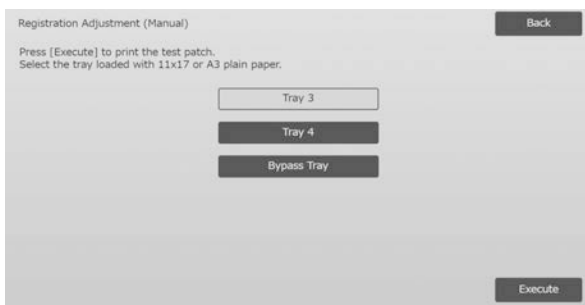 Registration Adjustment (Manual)
Back
Press [Execute] to print the test patch.
Select the tray loaded with 11x17 or A3 plain paper.
Tray 3
Tray 4
Bypass Tray
Execute